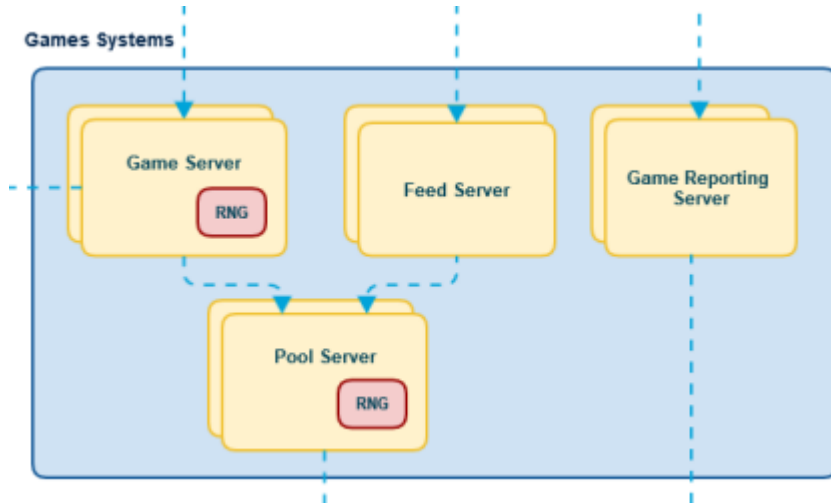 Games Systems
Game Server
RNG
Feed Server
Game Reporting
Server
Pool Server
RNG